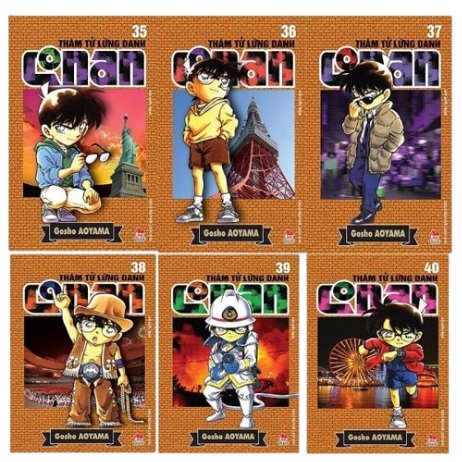 35
THÁM TỬ LỪNG DANH
Conan
Gosho AOYAMA
36
THÁM TỬ LỪNG DANH
Conan
Gosho AOYAMA
37
THÁM TỬ LỪNG DANH
Conan
Gosho AOYAMA
38
THÁM TỬ LỪNG DANH
Conan
Gosho AOYAMA
39
THÁM TỬ LỪNG DANH
Conan
Gosho AOYAMA
40
THÁM TỬ LỪNG DANH
Conan
Gosho AOYAMA